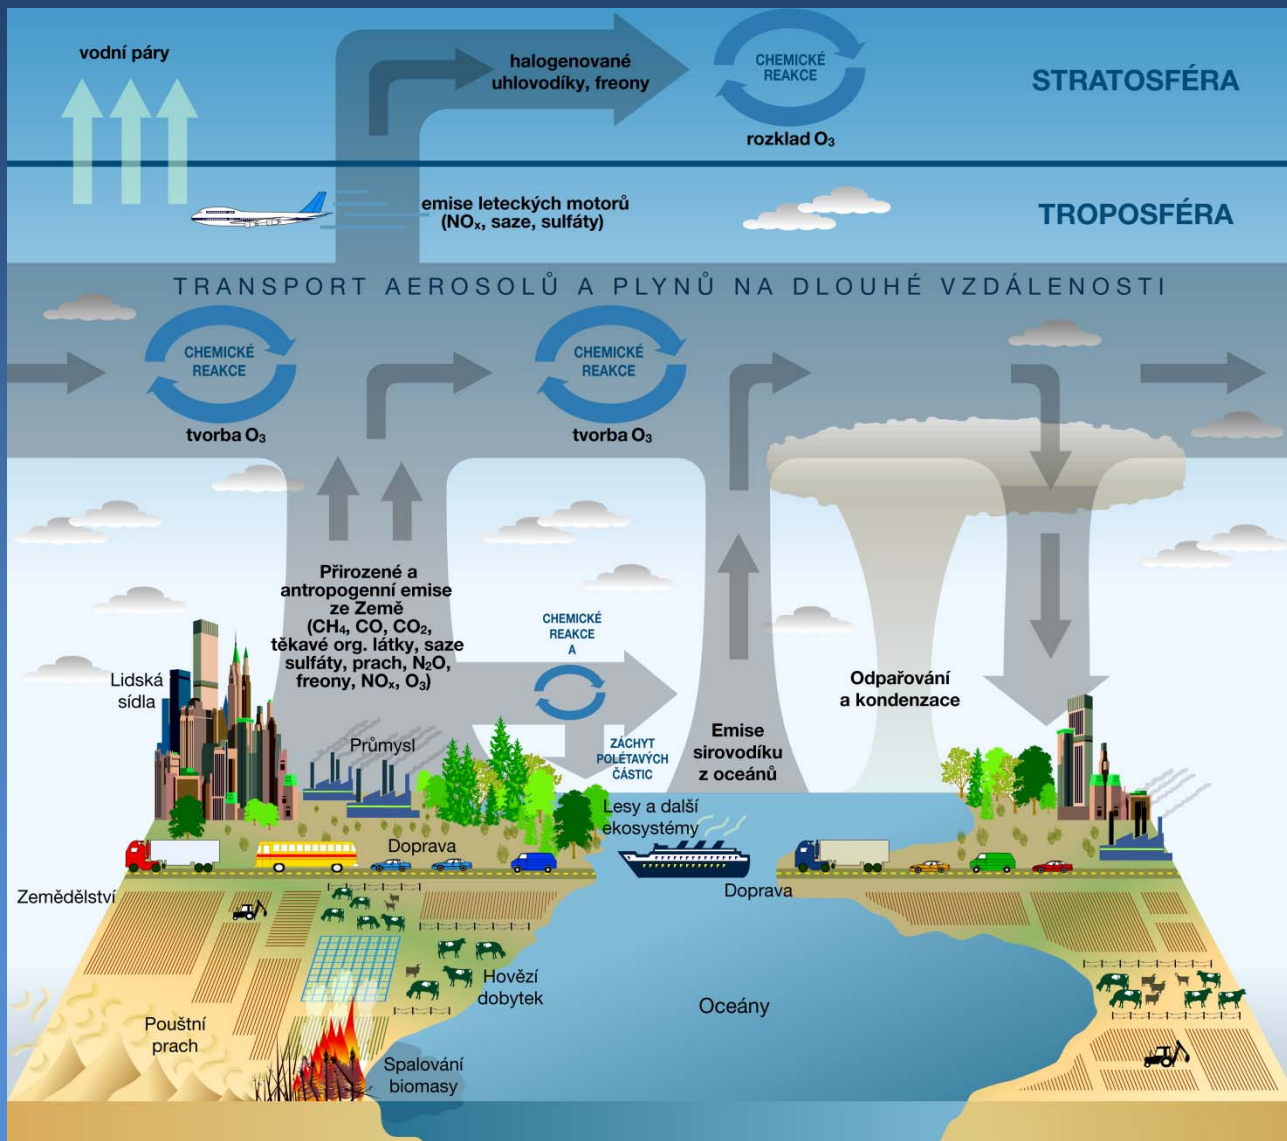 vodní páry
halogenované
uhlovodíky, freony
CHEMICKÉ
REAKCE
rozklad O₃
STRATOSFÉRA
emise leteckých motorů
(NOₓ, saze, sulfáty)
TROPOSFÉRA
TRANSPORT AEROSOLŮ A PLYNŮ NA DLOUHÉ VZDÁLENOSTI
CHEMICKÉ
REAKCE
tvorba O₃
CHEMICKÉ
REAKCE
tvorba O₃
Přirozené a
antropogenní emise
ze Země
(CH₄, CO, CO₂,
těkavé org. látky, saze
sulfáty, prach, N₂O,
freony, NOₓ, O₃)
CHEMICKÉ
REAKCE
A
ZÁCHYT
POLÉTAVÝCH
ČÁSTIC
Emise
sirovodíku
z oceánů
Odpařování
a kondenzace
Lidská
sídla
Průmysl
Lesy a další
ekosystémy
Doprava
Doprava
Zemědělství
Hovězí
dobytek
Oceány
Pouštní
prach
Spalování
biomasy